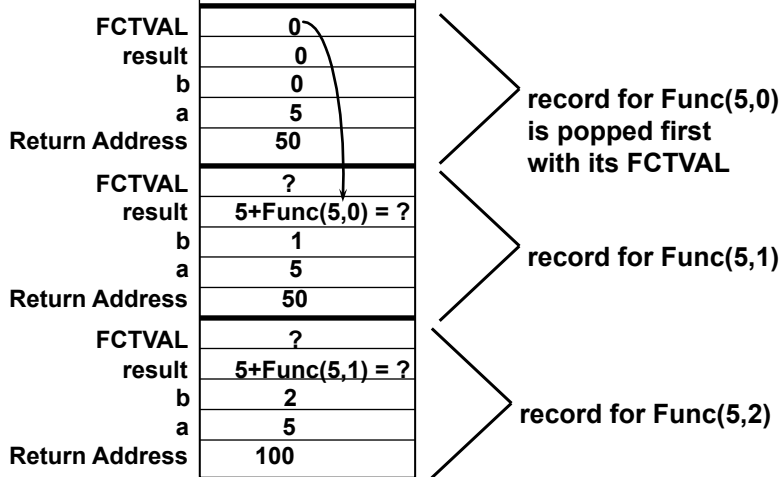 FCTVAL 0
result 0
b 0
a 5
Return Address 50
record for Func(5,0)
is popped first
with its FCTVAL
FCTVAL ?
result 5+Func(5,0) = ?
b 1
a 5
Return Address 50
record for Func(5,1)
FCTVAL ?
result 5+Func(5,1) = ?
b 2
a 5
Return Address 100
record for Func(5,2)